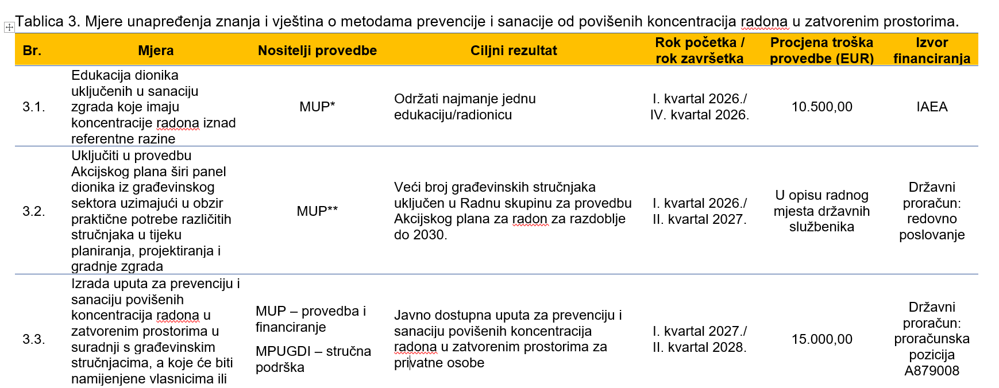 Tablica 3. Mjere unapređenja znanja i vještina o metodama prevencije i sanacije od povišenih koncentracija radona u zatvorenim prostorima.
Br.
Mjera
Nositelji provedbe
Ciljni rezultat
Rok početka /
rok završetka
Procjena troška
provedbe (EUR)
Izvor
financiranja
3.1.
Edukacija dionika
uključenih u sanaciju
zgrada koje imaju
koncentracije radona iznad
referentne razine
MUP*
Održati najmanje jednu
edukaciju/radionicu
I. kvartal 2026./
IV. kvartal 2026.
10.500,00
IAEA
3.2.
Uključiti u provedbu
Akcijskog plana širi panel
dionika iz građevinskog
sektora uzimajući u obzir
praktične potrebe različitih
stručnjaka u tijeku
planiranja, projektiranja i
gradnje zgrada
MUP**
Veći broj građevinskih stručnjaka
uključen u Radnu skupinu za provedbu
Akcijskog plana za radon za razdoblje
do 2030.
I. kvartal 2026./
II. kvartal 2027.
U opisu radnog
mjesta državnih
službenika
Državni
proračun:
redovno
poslovanje
3.3.
Izrada uputa za prevenciju i
sanaciju povišenih
koncentracija radona u
zatvorenim prostorima u
suradnji s građevinskim
stručnjacima, a koje će biti
namijenjene vlasnicima ili
MUP – provedba i
financiranje
MPUGDI – stručna
podrška
Javno dostupna uputa za prevenciju i
sanaciju povišenih koncentracija
radona u zatvorenim prostorima za
privatne osobe
I. kvartal 2027./
II. kvartal 2028.
15.000,00
Državni
proračun:
proračunska
pozicija
A879008